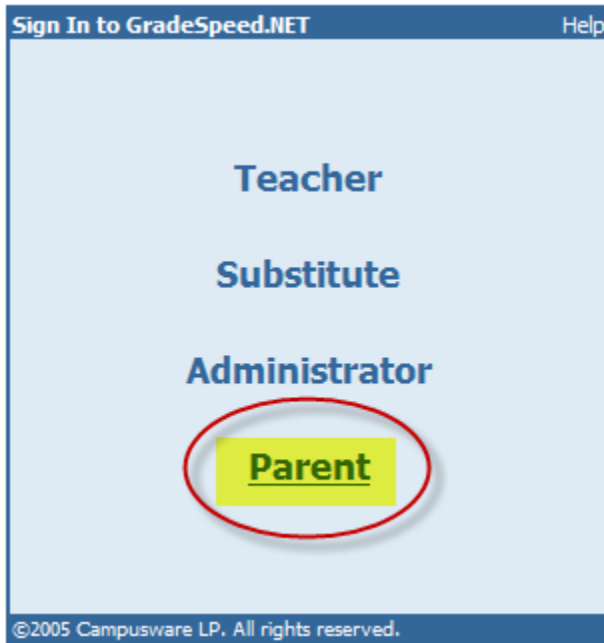 Sign In to GradeSpeed.NET Help
Teacher
Substitute
Administrator
Parent
©2005 Campusware LP. All rights reserved.